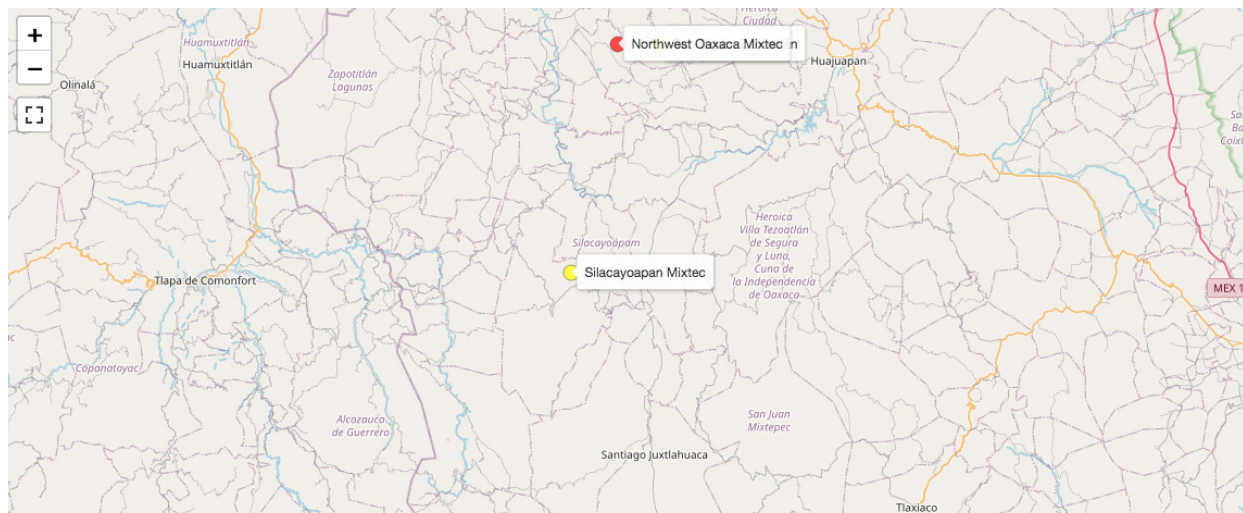 +
−
Huamuxtitlán
Huamuxtitlán
Olinalá
Zapotitlán
Lagunas
Heroica
Ciudad
Northwest Oaxaca Mixtec
Huajuapan
Silacayoápam
Silacayoapan Mixtec
Heroica
Villa Tezoatlán
de Segura
y Luna,
Cuna de
la Independencia
de Oaxaca
Tlapa de Comonfort
MEX 1
Copanatoyac
Alcozauca
de Guerrero
San Juan
Mixtepec
Santiago Juxtlahuaca
Tlaxiaco